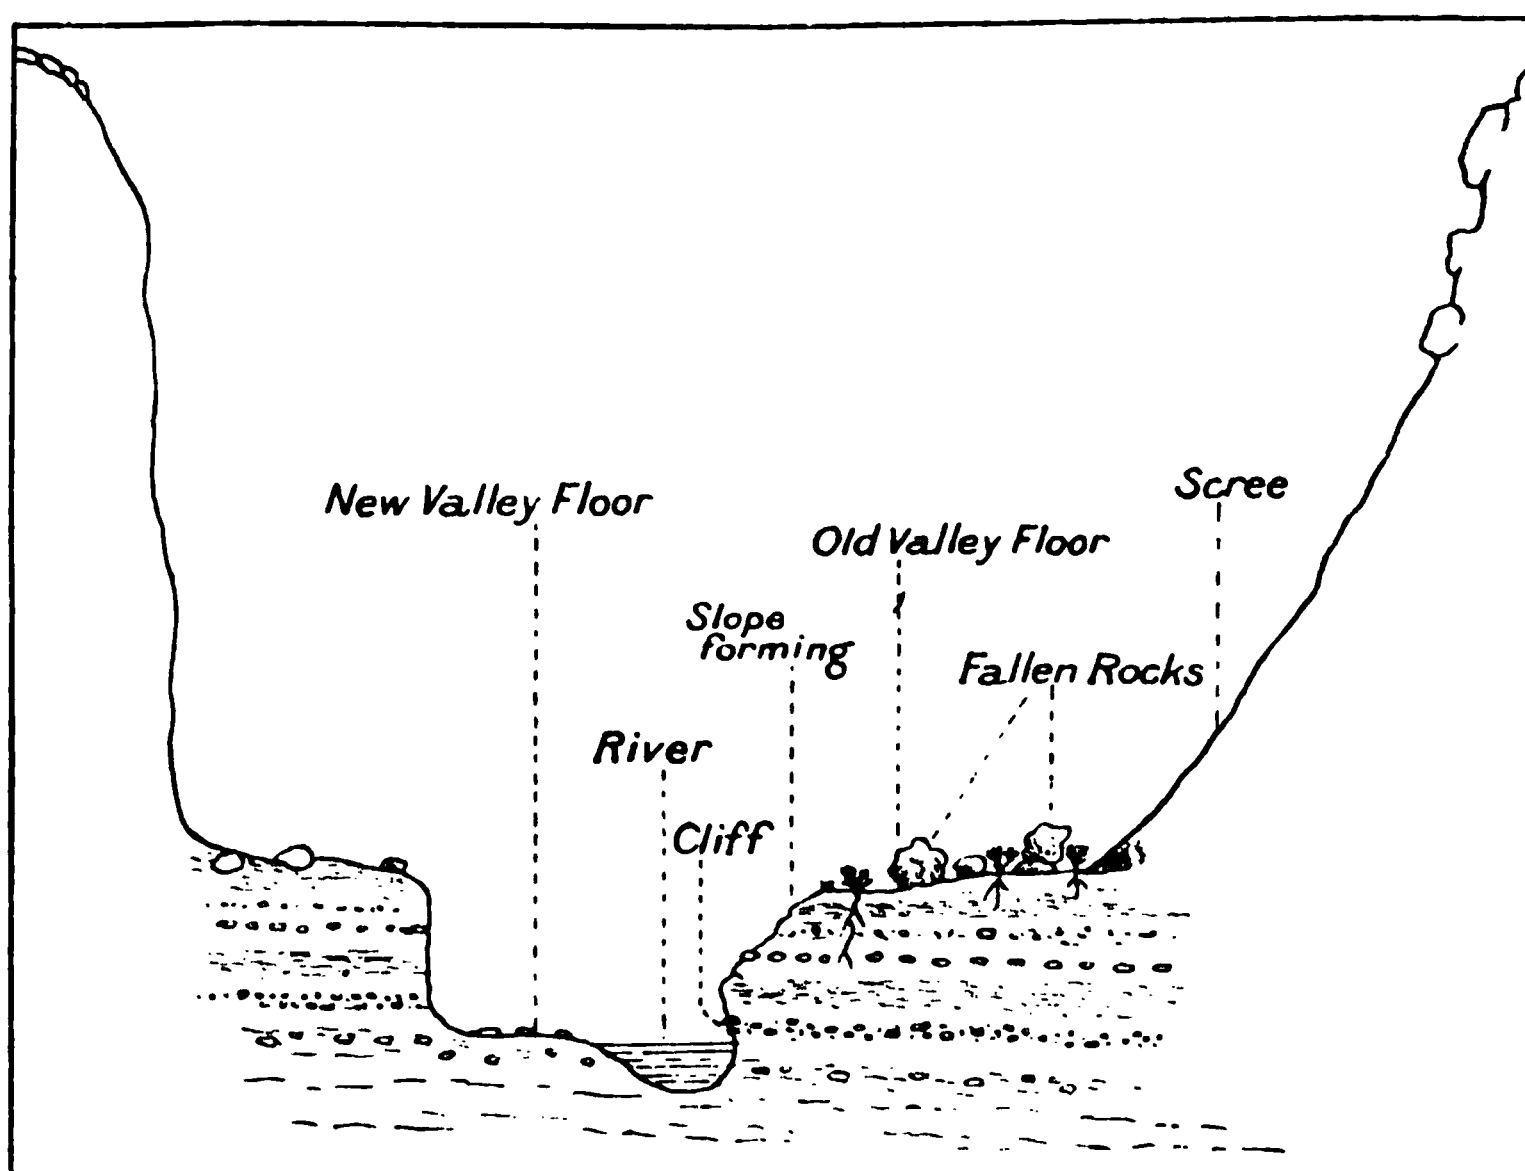 New Valley Floor
Scree
Old Valley Floor
Slope
forming
Fallen Rocks
River
Cliff